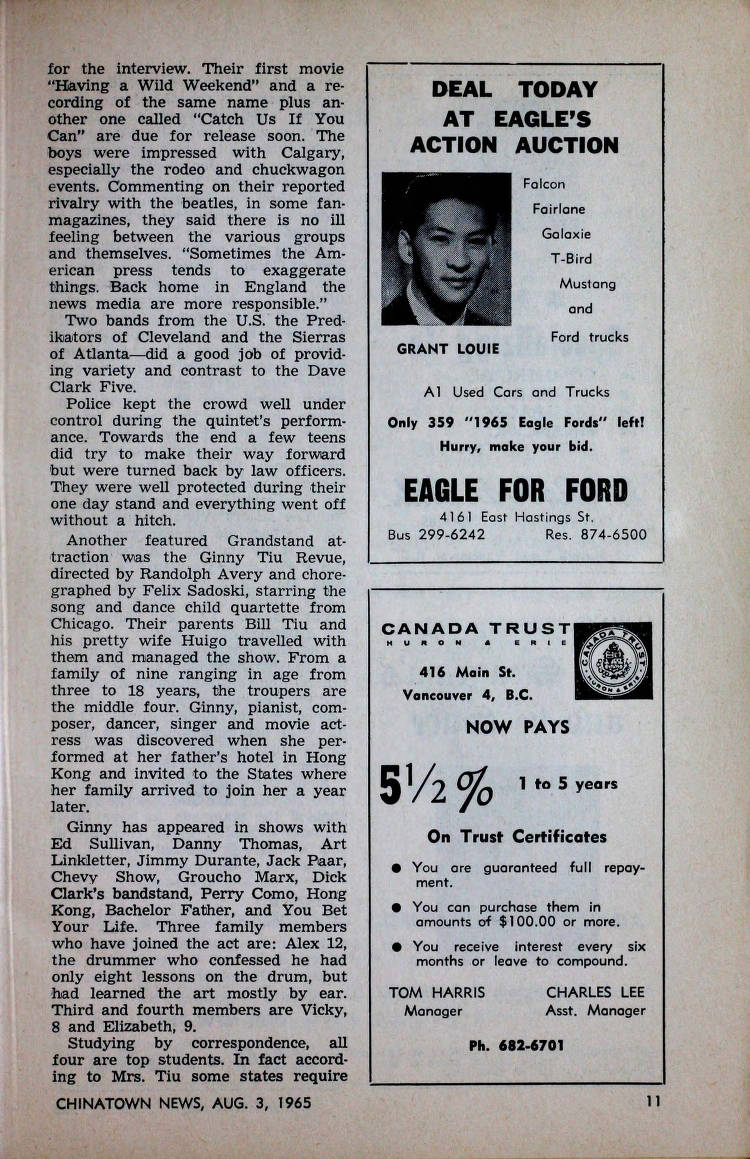 for the interview. Their first movie
"Having a Wild Weekend" and a re-
cording of the same name plus an-
other one called "Catch Us If You
Can" are due for release soon. The
boys were impressed with Calgary,
especially the rodeo and chuckwagon
events. Commenting on their reported
rivalry with the beatles, in some fan-
magazines, they said there is no ill
feeling between the various groups
and themselves. "Sometimes the Am-
erican press tends to exaggerate
things. Back home in England the
news media are more responsible."
Two bands from the U.S. the Pred-
ikators of Cleveland and the Sierras
of Atlanta—did a good job of provid-
ing variety and contrast to the Dave
Clark Five.
Police kept the crowd well under
control during the quintet's perform-
ance. Towards the end a few teens
did try to make their way forward
but were turned back by law officers.
They were well protected during their
one day stand and everything went off
without a hitch.
Another featured Grandstand at-
traction was the Ginny Tiu Revue,
directed by Randolph Avery and chore-
graphed by Felix Sadoski, starring the
song and dance child quartette from
Chicago. Their parents Bill Tiu and
his pretty wife Huigo travelled with
them and managed the show. From a
family of nine ranging in age from
three to 18 years, the troupers are
the middle four. Ginny, pianist, com-
poser, dancer, singer and movie act-
ress was discovered when she per-
formed at her father's hotel in Hong
Kong and invited to the States where
her family arrived to join her a year
later.
Ginny has appeared in shows with
Ed Sullivan, Danny Thomas, Art
Linkletter, Jimmy Durante, Jack Paar,
Chevy Show, Groucho Marx, Dick
Clark's bandstand, Perry Como, Hong
Kong, Bachelor Father, and You Bet
Your Life. Three family members
who have joined the act are: Alex 12,
the drummer who confessed he had
only eight lessons on the drum, but
had learned the art mostly by ear.
Third and fourth members are Vicky,
8 and Elizabeth, 9.
Studying by correspondence, all
four are top students. In fact accord-
ing to Mrs. Tiu some states require
DEAL TODAY
AT EAGLE'S
ACTION AUCTION
Falcon
Fairlane
Galaxie
T-Bird
Mustang
and
Ford trucks
GRANT LOUIE
A1 Used Cars and Trucks
Only 359 "1965 Eagle Fords" left!
Hurry, make your bid.
EAGLE FOR FORD
4161 East Hastings St.
Bus 299-6242 Res. 874-6500
CANADA TRUST
HURON & ERIE
CANADA TRUST
HURON & ERIE
416 Main St.
Vancouver 4, B.C.
NOW PAYS
5 1/2 % 1 to 5 years
On Trust Certificates
● You are guaranteed full repay-
ment.
● You can purchase them in
amounts of $100.00 or more.
● You receive interest every six
months or leave to compound.
TOM HARRIS CHARLES LEE
Manager Asst. Manager
Ph. 682-6701
CHINATOWN NEWS, AUG. 3, 1965 11